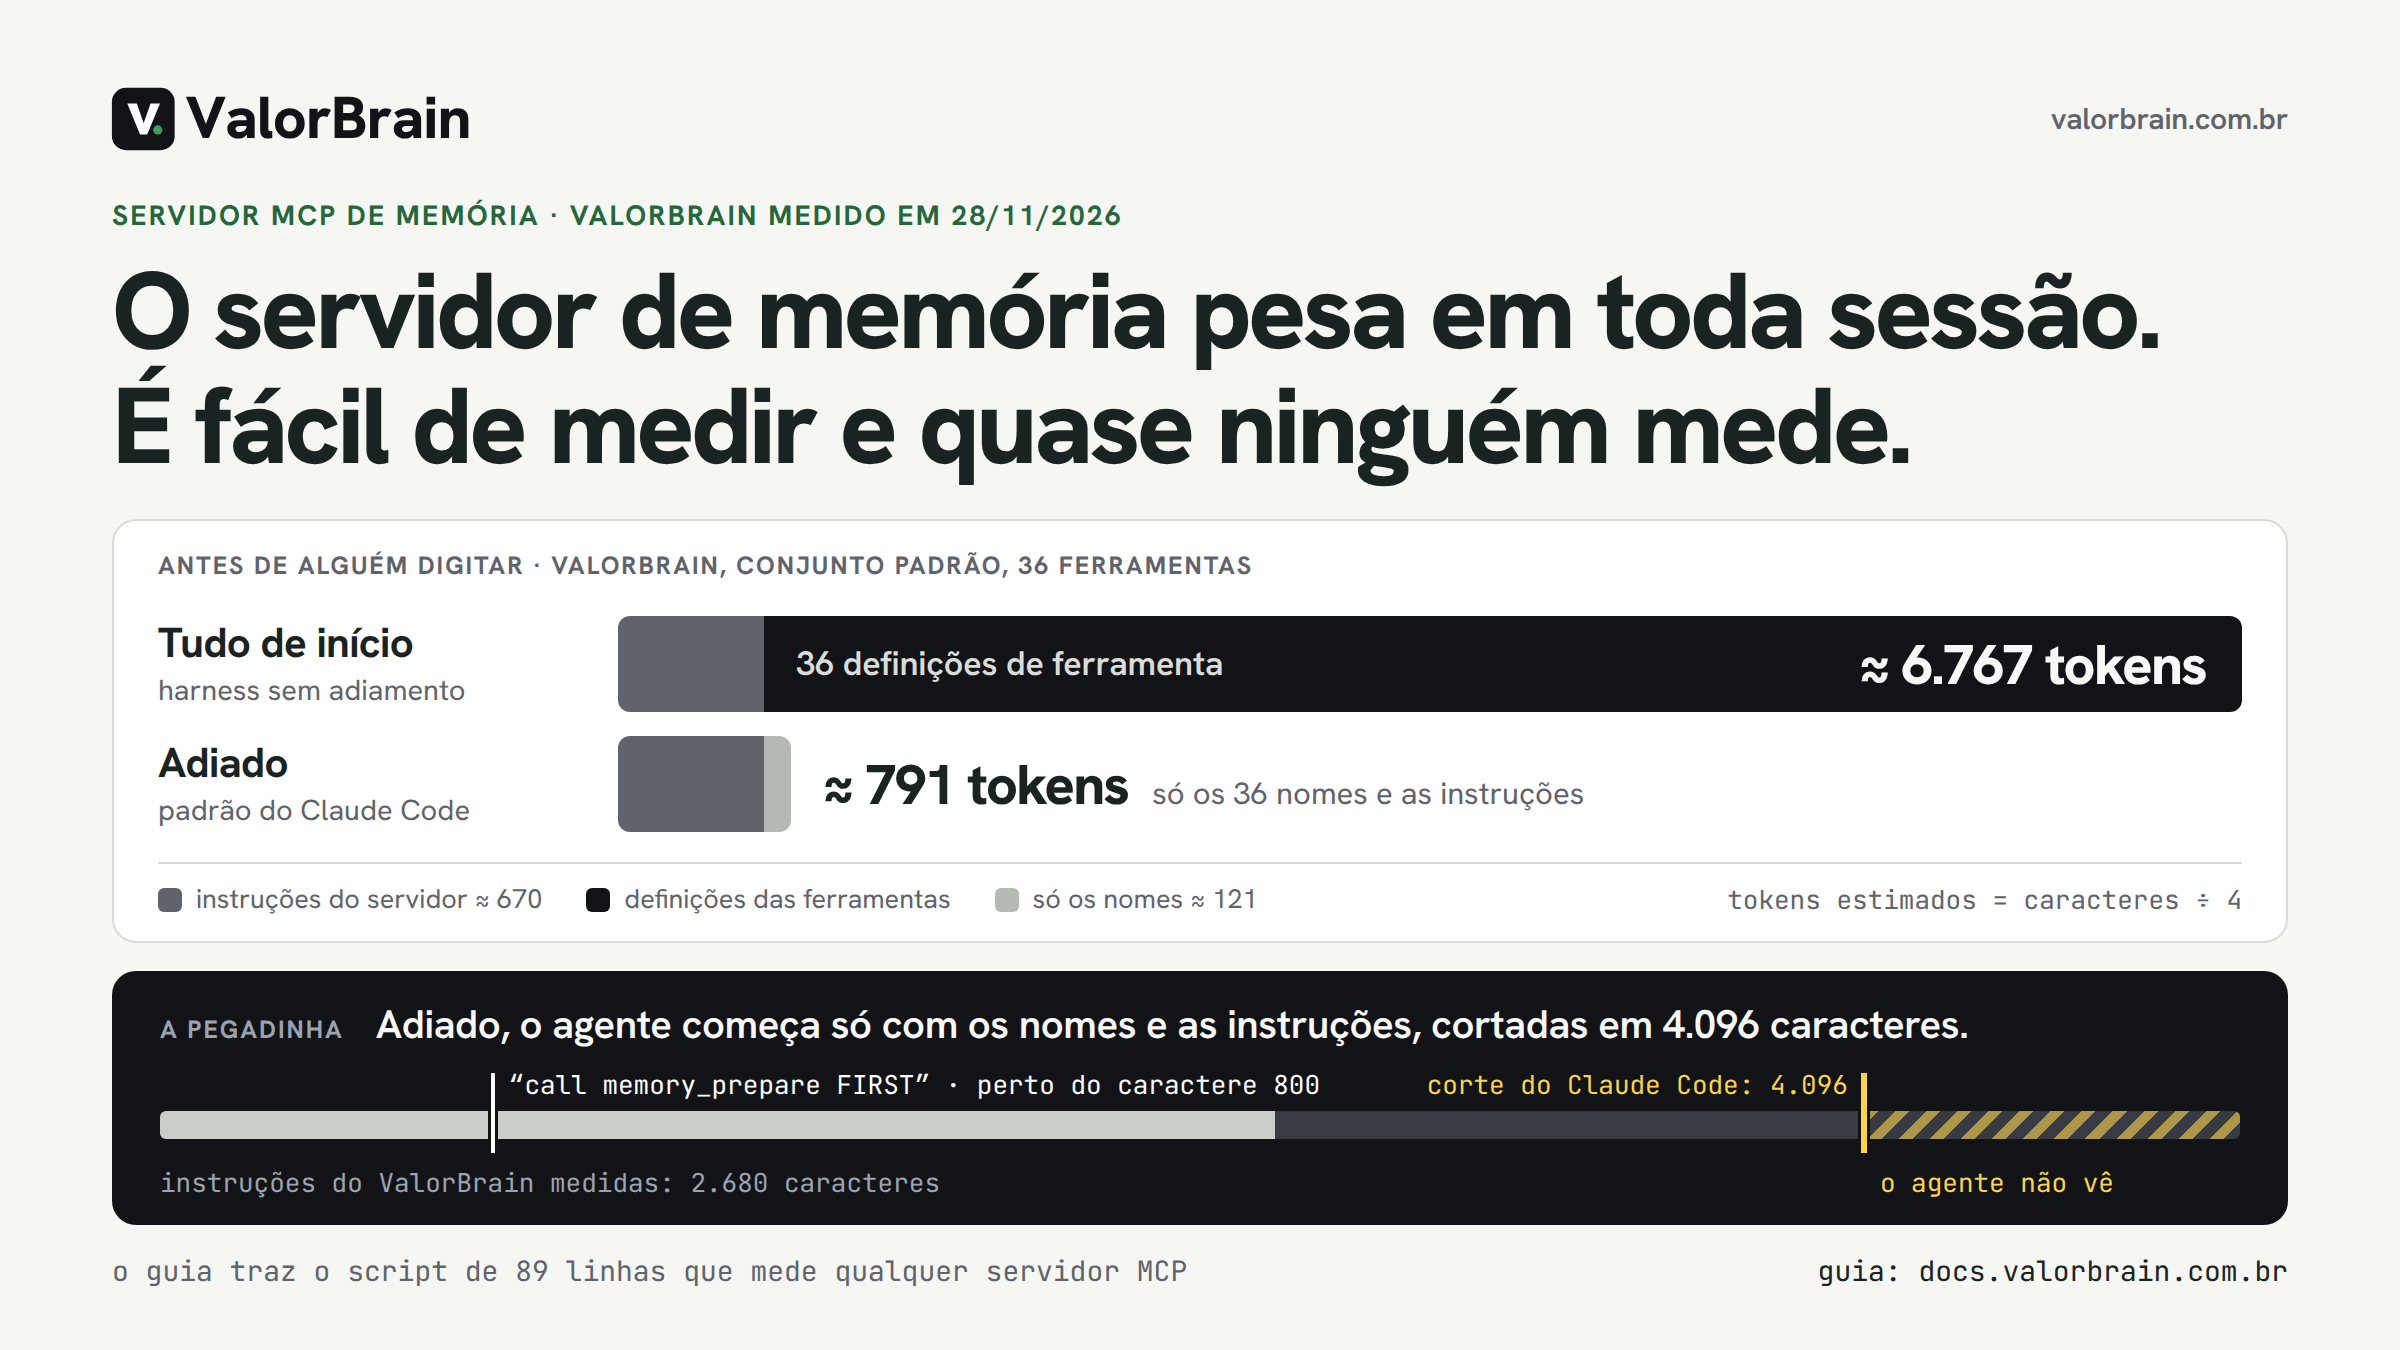 V. ValorBrain
valorbrain.com.br
SERVIDOR MCP DE MEMÓRIA · VALORBRAIN MEDIDO EM 28/11/2026
O servidor de memória pesa em toda sessão.
É fácil de medir e quase ninguém mede.
ANTES DE ALGUÉM DIGITAR · VALORBRAIN, CONJUNTO PADRÃO, 36 FERRAMENTAS
Tudo de início
harness sem adiamento
36 definições de ferramenta
≈ 6.767 tokens
Adiado
padrão do Claude Code
≈ 791 tokens só os 36 nomes e as instruções
instruções do servidor ≈ 670
definições das ferramentas
só os nomes ≈ 121
tokens estimados = caracteres ÷ 4
A PEGADINHA Adiado, o agente começa só com os nomes e as instruções, cortadas em 4.096 caracteres.
“call memory_prepare FIRST” · perto do caractere 800
corte do Claude Code: 4.096
instruções do ValorBrain medidas: 2.680 caracteres
o agente não vê
o guia traz o script de 89 linhas que mede qualquer servidor MCP
guia: docs.valorbrain.com.br